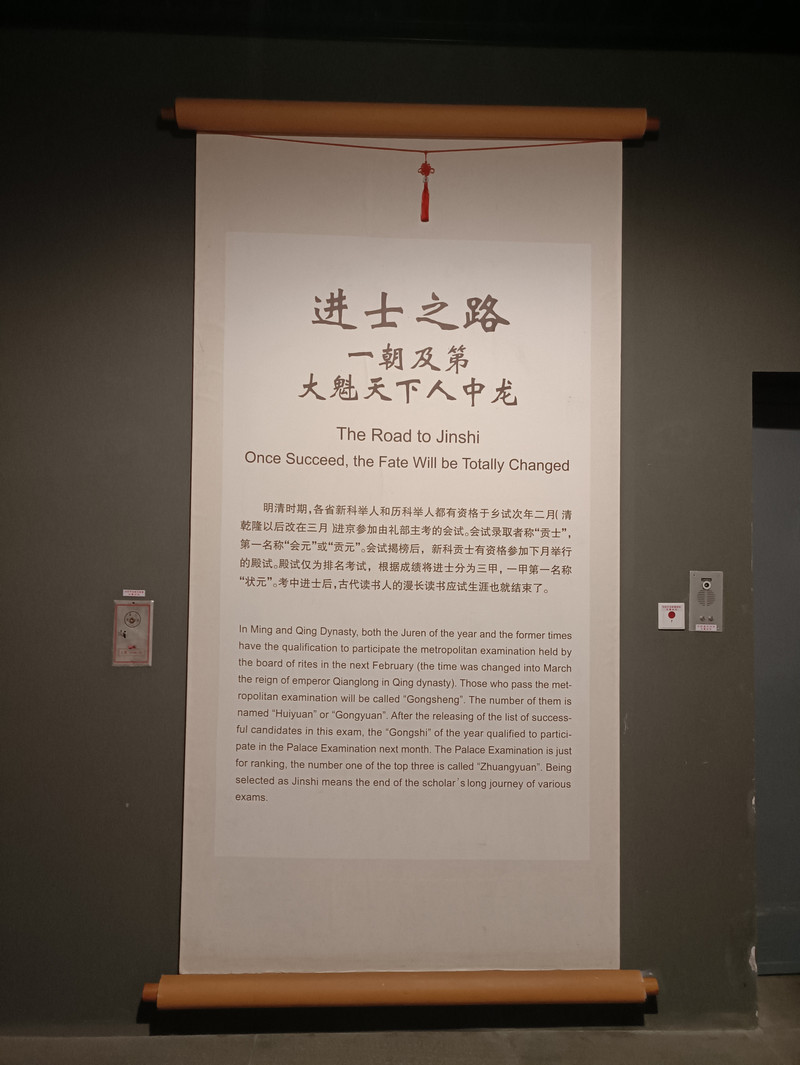 进士之路
一朝及第
大魁天下人中龙
The Road to Jinshi
Once Succeed, the Fate Will be Totally Changed
明清时期,各省新科举人和历科举人都有资格于乡试次年二月(清
乾隆以后改在三月)进京参加由礼部主考的会试。会试录取者称“贡士”,
第一名称“会元”或“贡元”。会试揭榜后，新科贡士有资格参加下月举行
的殿试。殿试仅为排名考试，根据成绩将进士分为三甲，一甲第一名称
“状元”。考中进士后,古代读书人的漫长读书应试生涯也就结束了。
In Ming and Qing Dynasty, both the Juren of the year and the former times
have the qualification to participate the metropolitan examination held by
the board of rites in the next February (the time was changed into March
the reign of emperor Qianglong in Qing dynasty). Those who pass the met-
ropolitan examination will be called “Gongsheng”. The number of them is
named “Huiyuan” or “Gongyuan”. After the releasing of the list of success-
ful candidates in this exam, the “Gongshi” of the year qualified to partici-
pate in the Palace Examination next month. The Palace Examination is just
for ranking, the number one of the top three is called “Zhuangyuan”. Being
selected as Jinshi means the end of the scholar's long journey of various
exams.